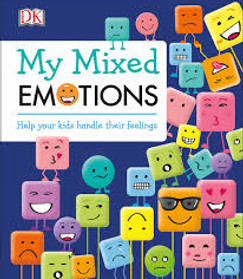 DK
My Mixed
EMOTIONS
Help your kids handle their feelings